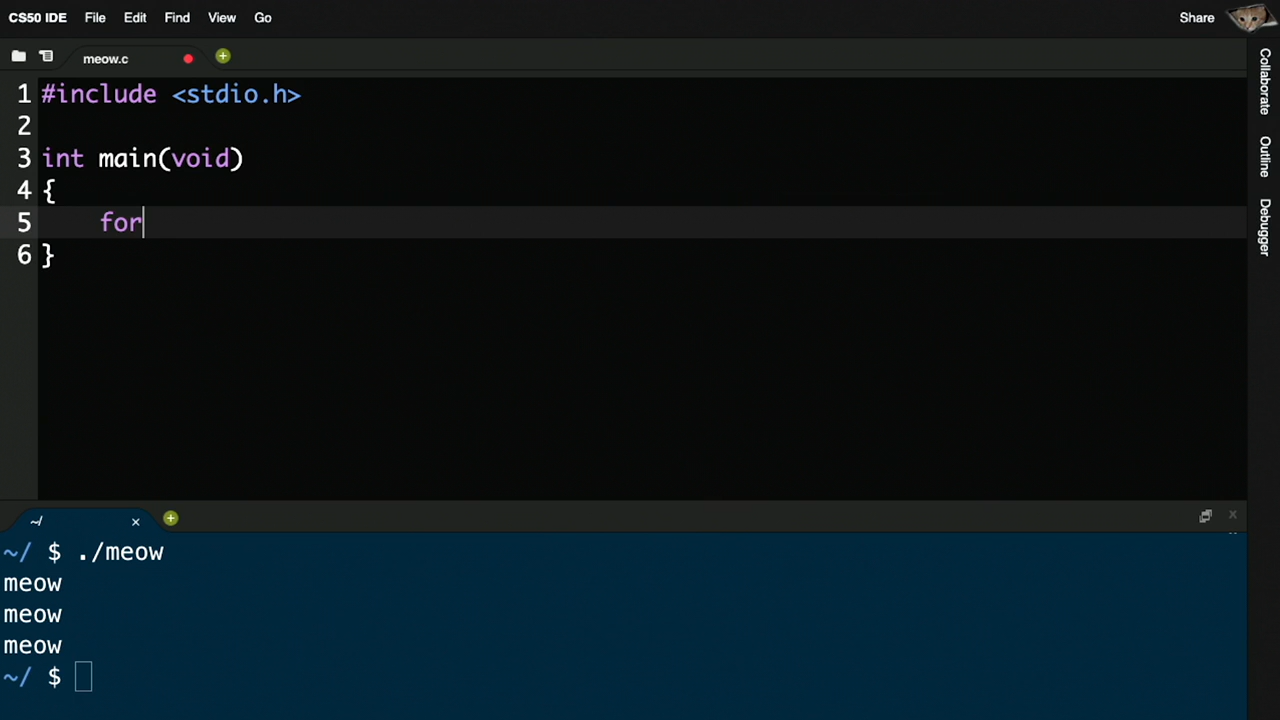 CS50 IDE File Edit Find View Go Share
meow.c
1 #include <stdio.h>
2
3 int main(void)
4 {
5     for
6 }
Collaborate
Outline
Debugger
~/
~/ $ ./meow
meow
meow
meow
~/ $